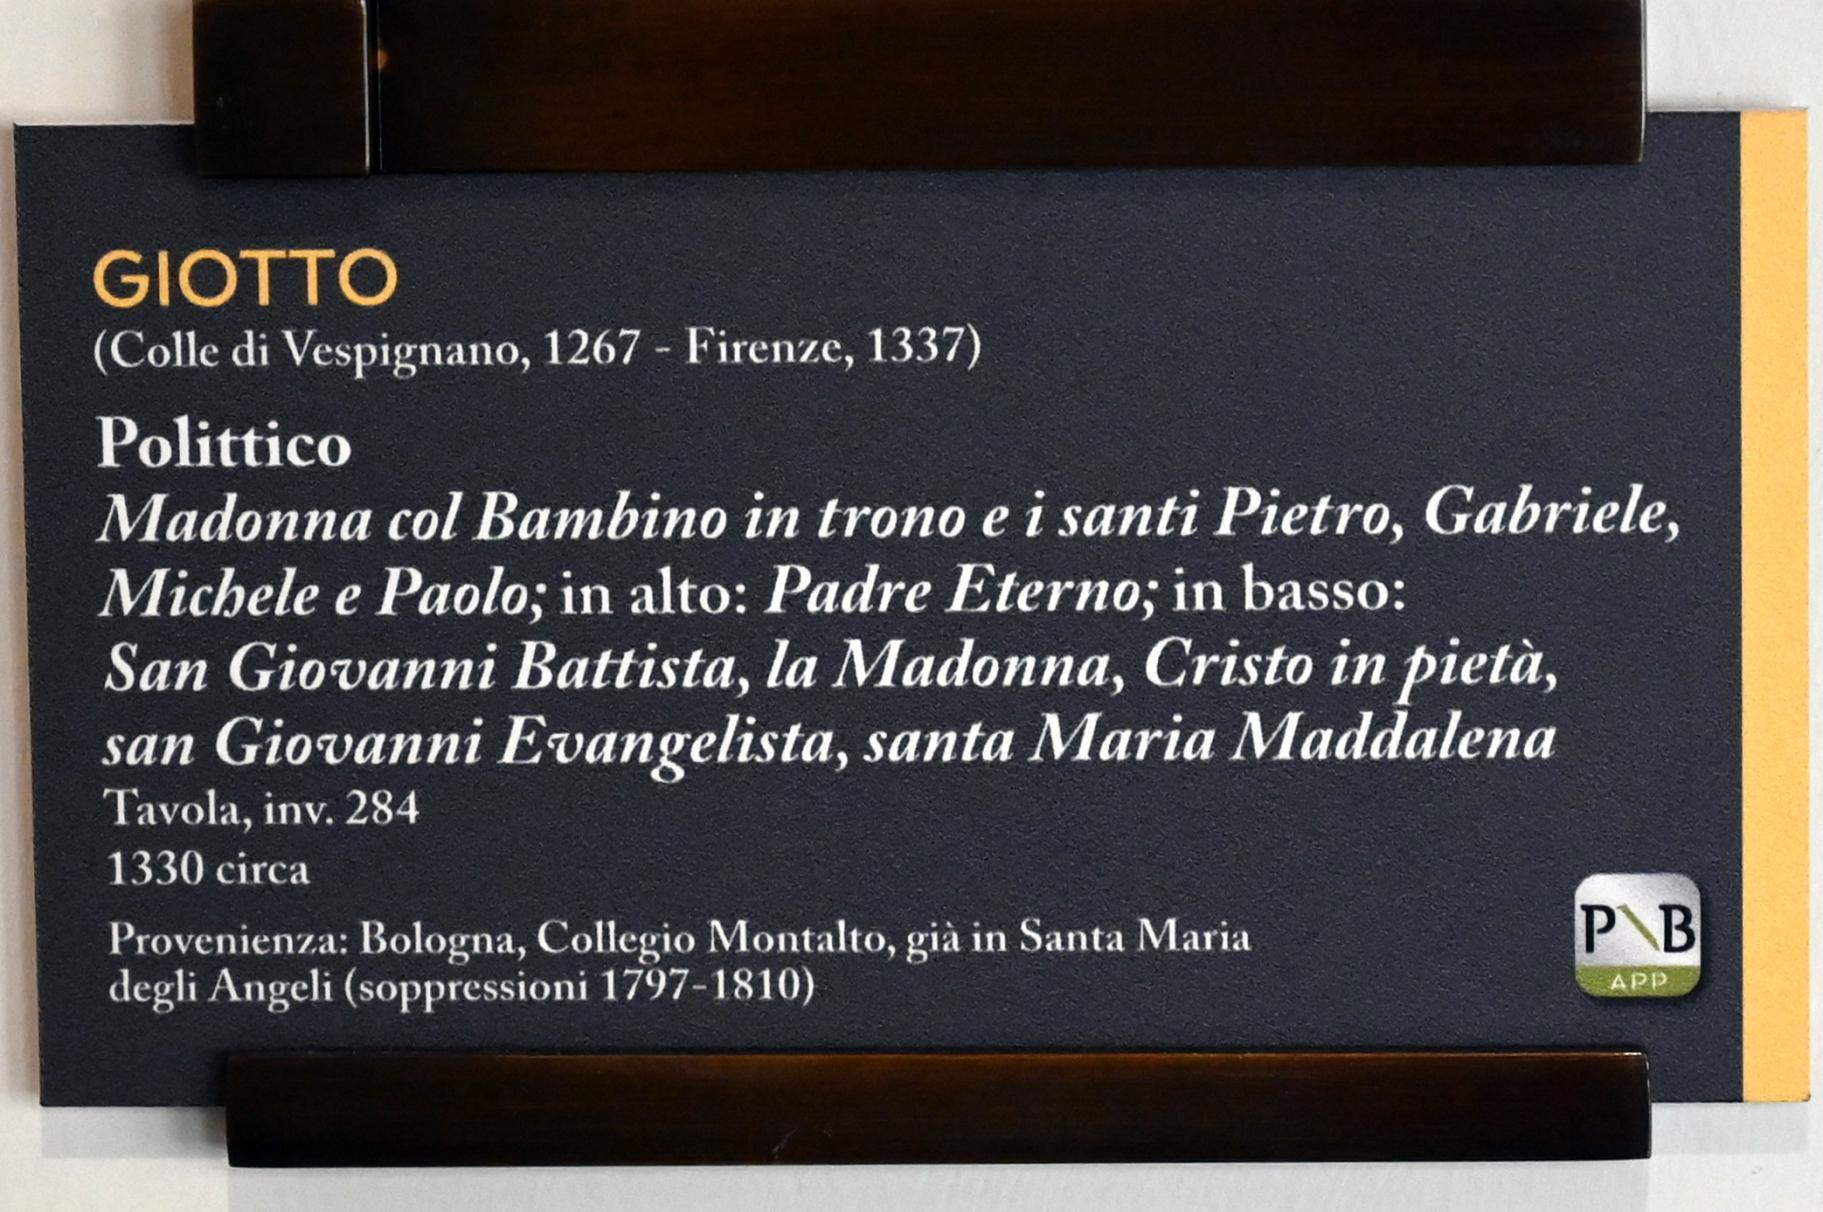 GIOTTO
(Colle di Vespignano, 1267 - Firenze, 1337)
Polittico
Madonna col Bambino in trono e i santi Pietro, Gabriele,
Michele e Paolo; in alto: Padre Eterno; in basso:
San Giovanni Battista, la Madonna, Cristo in pietà,
san Giovanni Evangelista, santa Maria Maddalena
Tavola, inv. 284
1330 circa
Provenienza: Bologna, Collegio Montalto, già in Santa Maria
degli Angeli (soppressioni 1797-1810)
P\B
APP